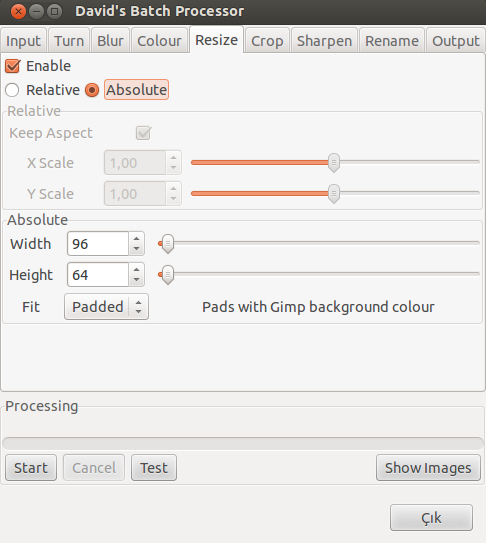 David's Batch Processor
Input Turn Blur Colour Resize Crop Sharpen Rename Output
Enable
Relative Absolute
Relative
Keep Aspect
X Scale 1,00
Y Scale 1,00
Absolute
Width 96
Height 64
Fit Padded Pads with Gimp background colour
Processing
Start Cancel Test Show Images
Çık